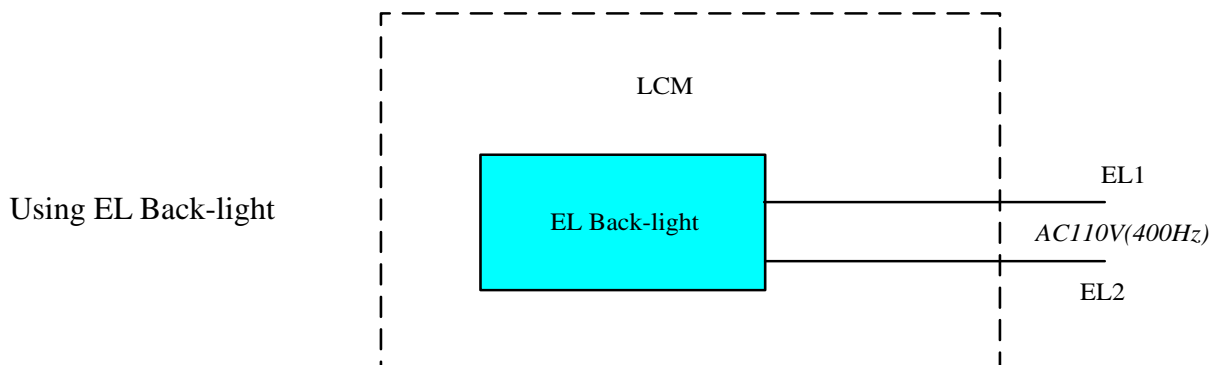 LCM
EL1
Using EL Back-light
EL Back-light
AC110V(400Hz)
EL2